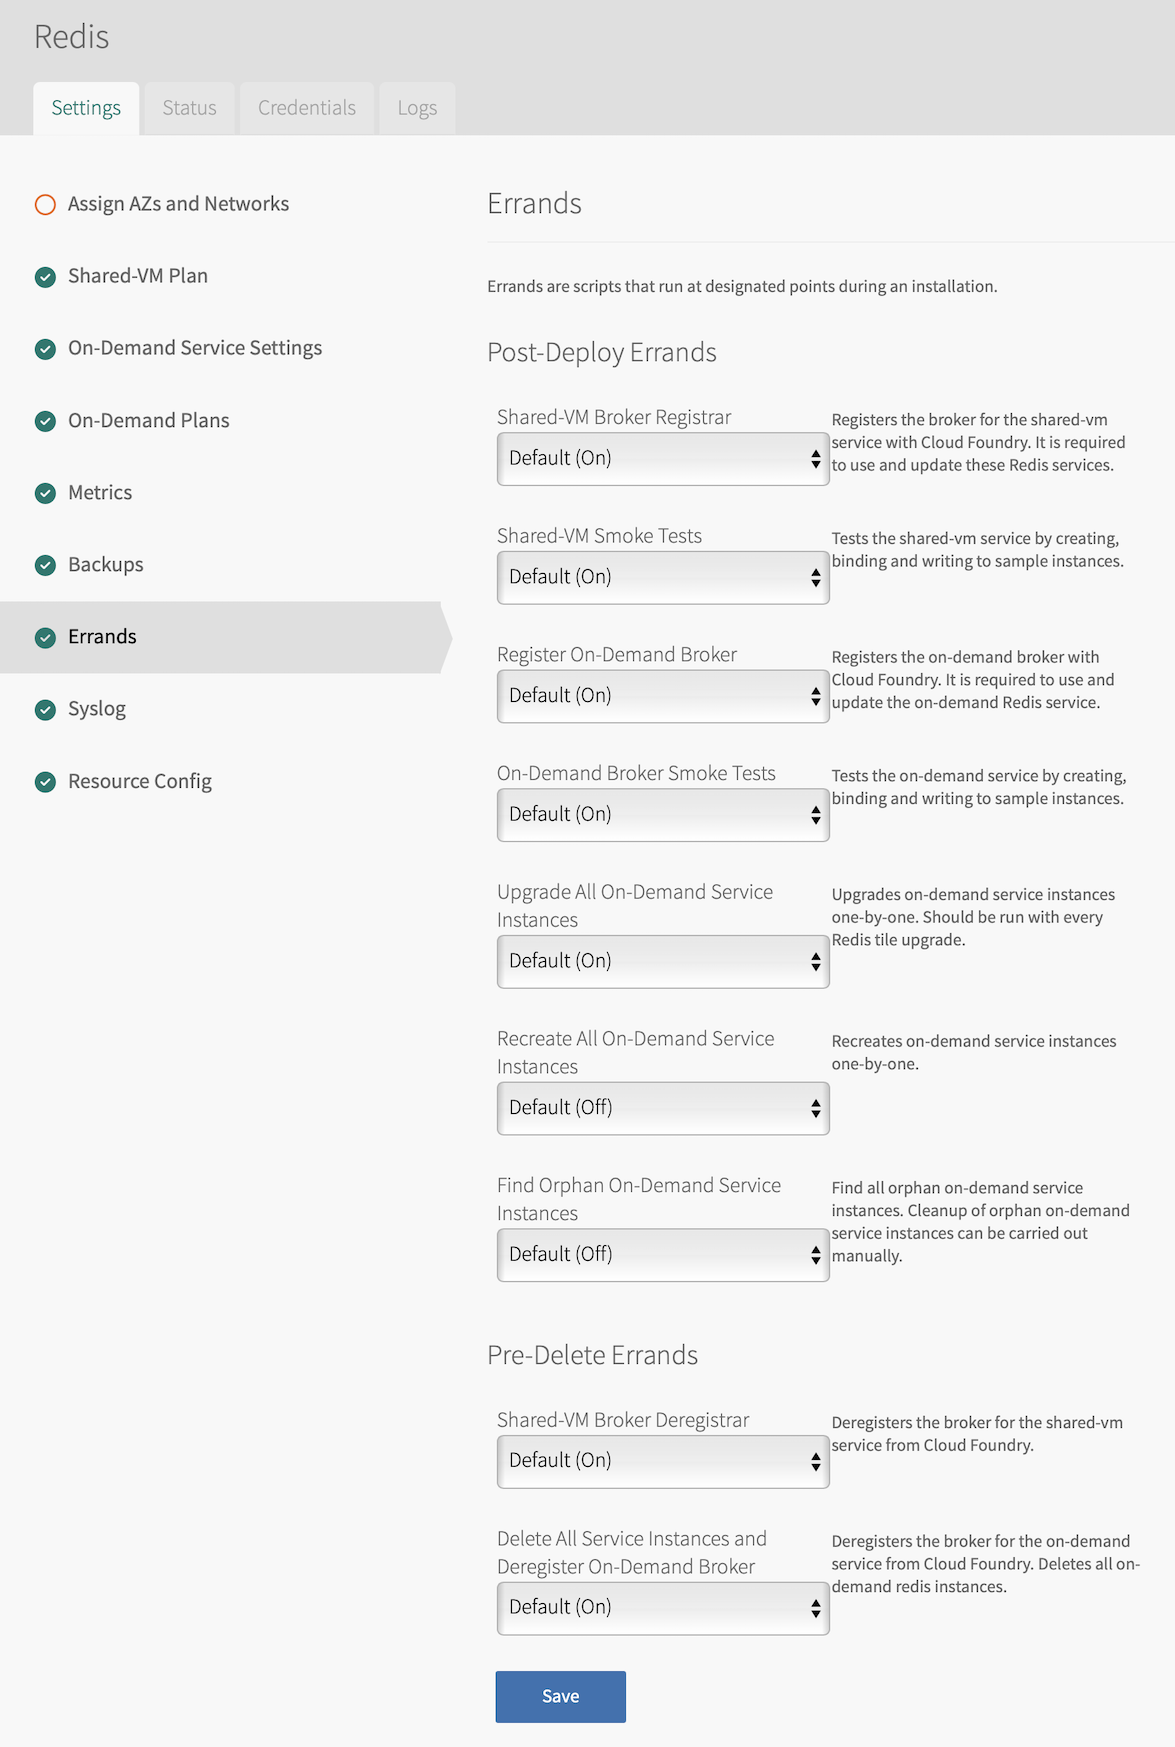 Redis
Settings
Status
Credentials
Logs
Assign AZs and Networks
Shared-VM Plan
On-Demand Service Settings
On-Demand Plans
Metrics
Backups
Errands
Syslog
Resource Config
Errands
Errands are scripts that run at designated points during an installation.
Post-Deploy Errands
Shared-VM Broker Registrar
Default (On)
Registers the broker for the shared-vm
service with Cloud Foundry. It is required
to use and update these Redis services.
Shared-VM Smoke Tests
Default (On)
Tests the shared-vm service by creating,
binding and writing to sample instances.
Register On-Demand Broker
Default (On)
Registers the on-demand broker with
Cloud Foundry. It is required to use and
update the on-demand Redis service.
On-Demand Broker Smoke Tests
Default (On)
Tests the on-demand service by creating,
binding and writing to sample instances.
Upgrade All On-Demand Service
Instances
Default (On)
Upgrades on-demand service instances
one-by-one. Should be run with every
Redis tile upgrade.
Recreate All On-Demand Service
Instances
Default (Off)
Recreates on-demand service instances
one-by-one.
Find Orphan On-Demand Service
Instances
Default (Off)
Find all orphan on-demand service
instances. Cleanup of orphan on-demand
service instances can be carried out
manually.
Pre-Delete Errands
Shared-VM Broker Deregistrar
Default (On)
Deregisters the broker for the shared-vm
service from Cloud Foundry.
Delete All Service Instances and
Deregister On-Demand Broker
Default (On)
Deregisters the broker for the on-demand
service from Cloud Foundry. Deletes all on-
demand redis instances.
Save